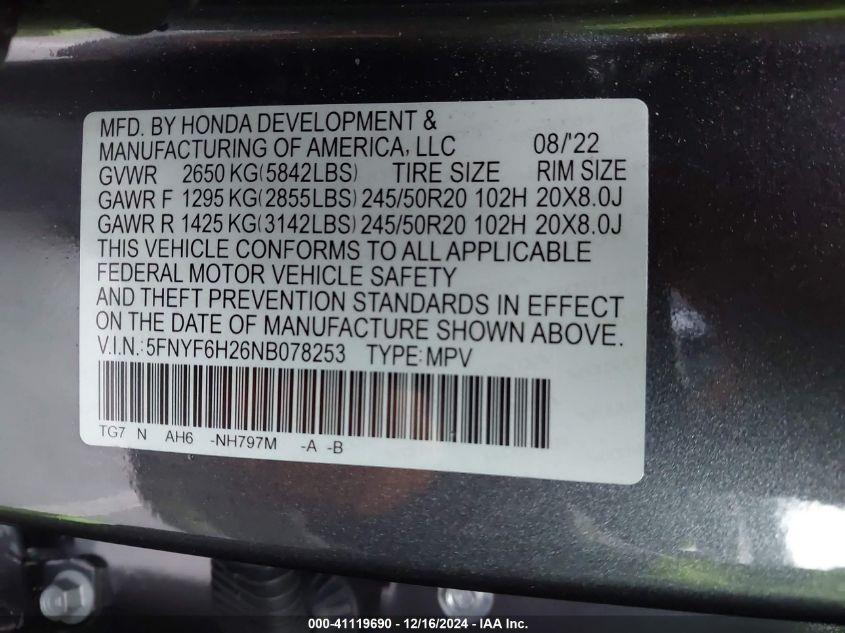 MFD. BY HONDA DEVELOPMENT &
MANUFACTURING OF AMERICA, LLC 08/'22
GVWR 2650 KG(5842LBS) TIRE SIZE RIM SIZE
GAWR F 1295 KG(2855LBS) 245/50R20 102H 20X8.0J
GAWR R 1425 KG(3142LBS) 245/50R20 102H 20X8.0J
THIS VEHICLE CONFORMS TO ALL APPLICABLE
FEDERAL MOTOR VEHICLE SAFETY
AND THEFT PREVENTION STANDARDS IN EFFECT
ON THE DATE OF MANUFACTURE SHOWN ABOVE.
V.I.N.:5FNYF6H26NB078253 TYPE:MPV
TG7 N AH6 -NH797M -A -B
000-41119690 - 12/16/2024 - IAA Inc.